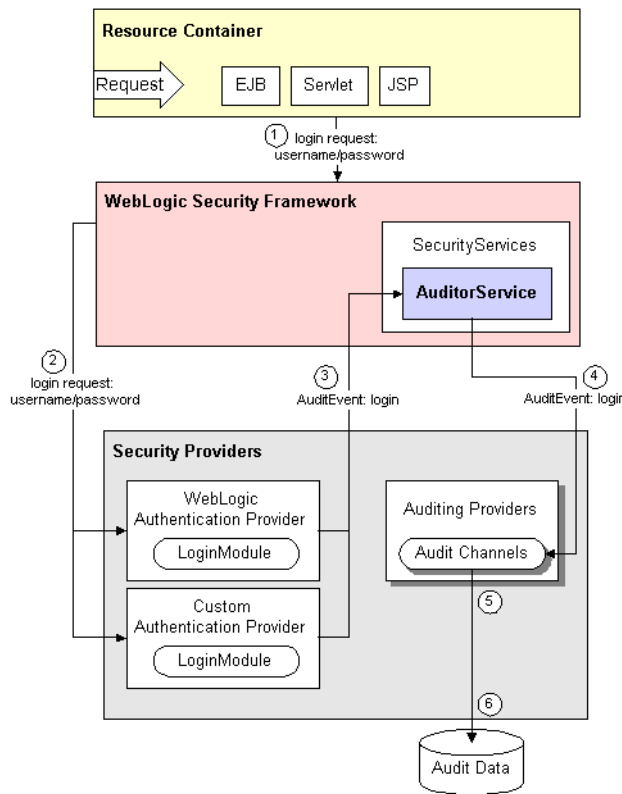 Resource Container
Request
EJB
Servlet
JSP
1
login request:
username/password
WebLogic Security Framework
SecurityServices
AuditorService
2
login request:
username/password
3
AuditEvent: login
4
AuditEvent: login
Security Providers
WebLogic
Authentication Provider
LoginModule
Auditing Providers
Audit Channels
5
Custom
Authentication Provider
LoginModule
6
Audit Data